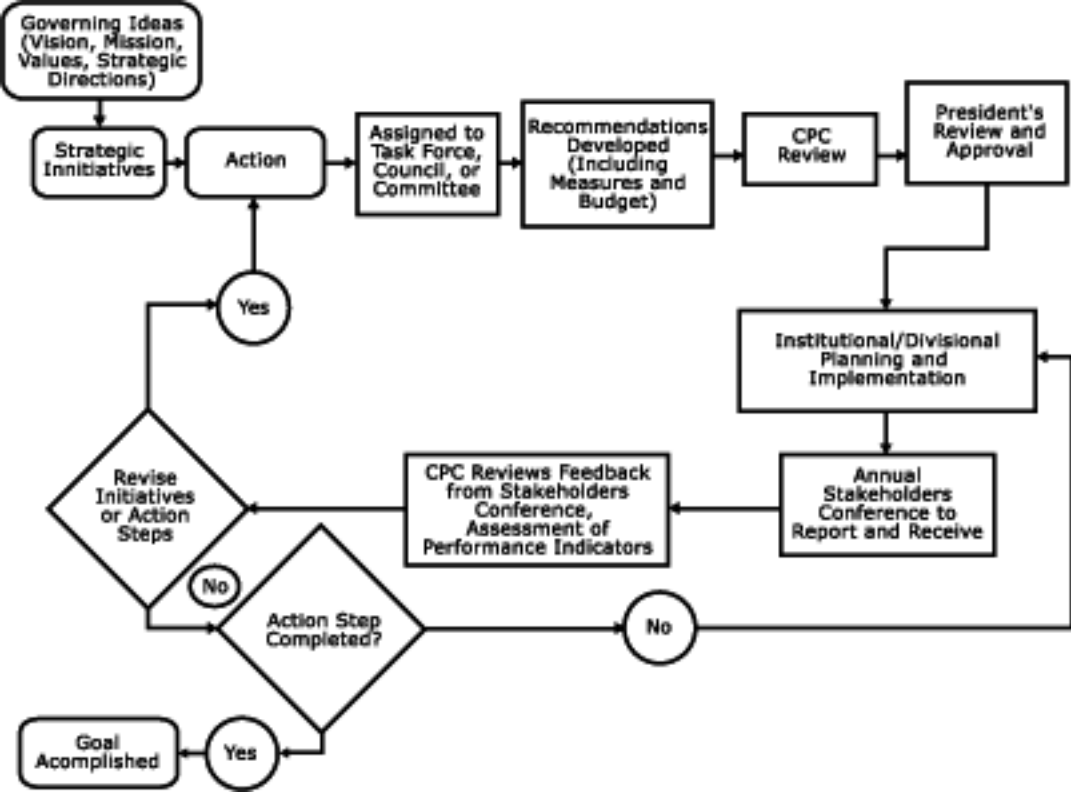 Governing Ideas
(Vision, Mission,
Values, Strategic
Directions)
Strategic
Innitiatives
Action
Assigned to
Task Force,
Council, or
Committee
Recommendations
Developed
(Including
Measures and
Budget)
CPC
Review
President's
Review and
Approval
Yes
Institutional/Divisional
Planning and
Implementation
Revise
Initiatives
or Action
Steps
CPC Reviews Feedback
from Stakeholders
Conference,
Assessment of
Performance Indicators
Annual
Stakeholders
Conference to
Report and Receive
No
Action Step
Completed?
No
Goal
Acomplished
Yes